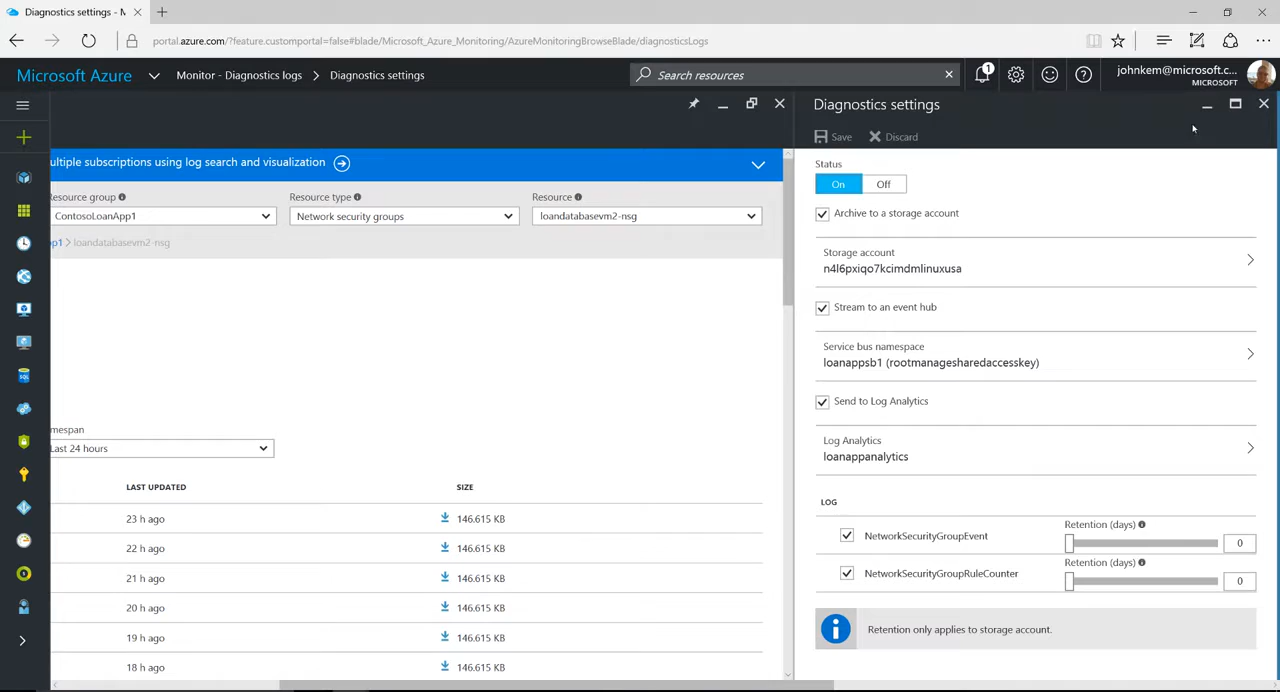 Diagnostics settings - M
portal.azure.com/?feature.customportal=false#blade/Microsoft_Azure_Monitoring/AzureMonitoringBrowseBlade/diagnosticsLogs
Microsoft Azure
Monitor - Diagnostics logs
Diagnostics settings
Search resources
1
johnkem@microsoft.c...
MICROSOFT
ultiple subscriptions using log search and visualization
esource group
Resource type
Resource
ContosoLoanApp1
Network security groups
loandatabasevm2-nsg
pp1 > loandatabasevm2-nsg
mespan
Last 24 hours
LAST UPDATED SIZE
23 h ago 146.615 KB
22 h ago 146.615 KB
21 h ago 146.615 KB
20 h ago 146.615 KB
19 h ago 146.615 KB
18 h ago 146.615 KB
Diagnostics settings
Save Discard
Status
On Off
Archive to a storage account
Storage account
n4l6pxiqo7kcimdmlinuxusa
Stream to an event hub
Service bus namespace
loanappsb1 (rootmanagesharedaccesskey)
Send to Log Analytics
Log Analytics
loanappanalytics
LOG
NetworkSecurityGroupEvent Retention (days) 0
NetworkSecurityGroupRuleCounter Retention (days) 0
Retention only applies to storage account.